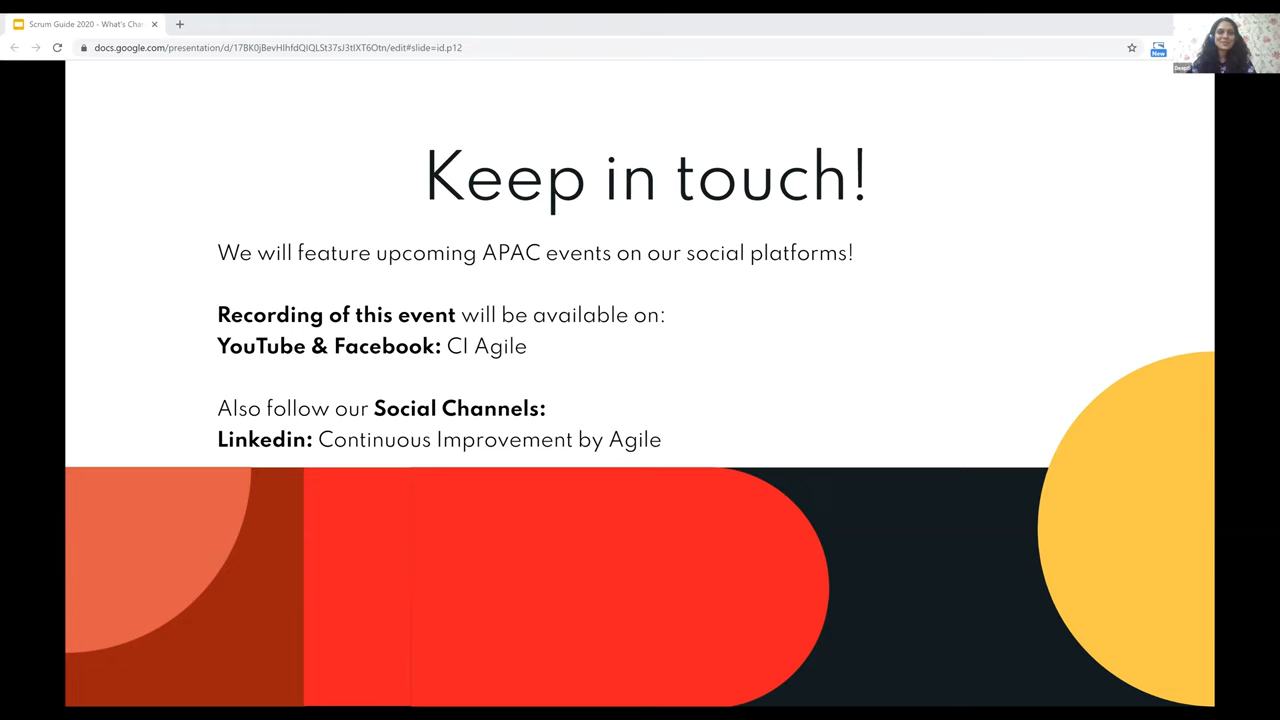 Scrum Guide 2020 - What's Cha
docs.google.com/presentation/d/17BK0jBevHIhfdQIQLSt37sJ3tIXT6Otn/edit#slide=id.p12
New
Keep in touch!
We will feature upcoming APAC events on our social platforms!
Recording of this event will be available on:
YouTube & Facebook: CI Agile
Also follow our Social Channels:
Linkedin: Continuous Improvement by Agile